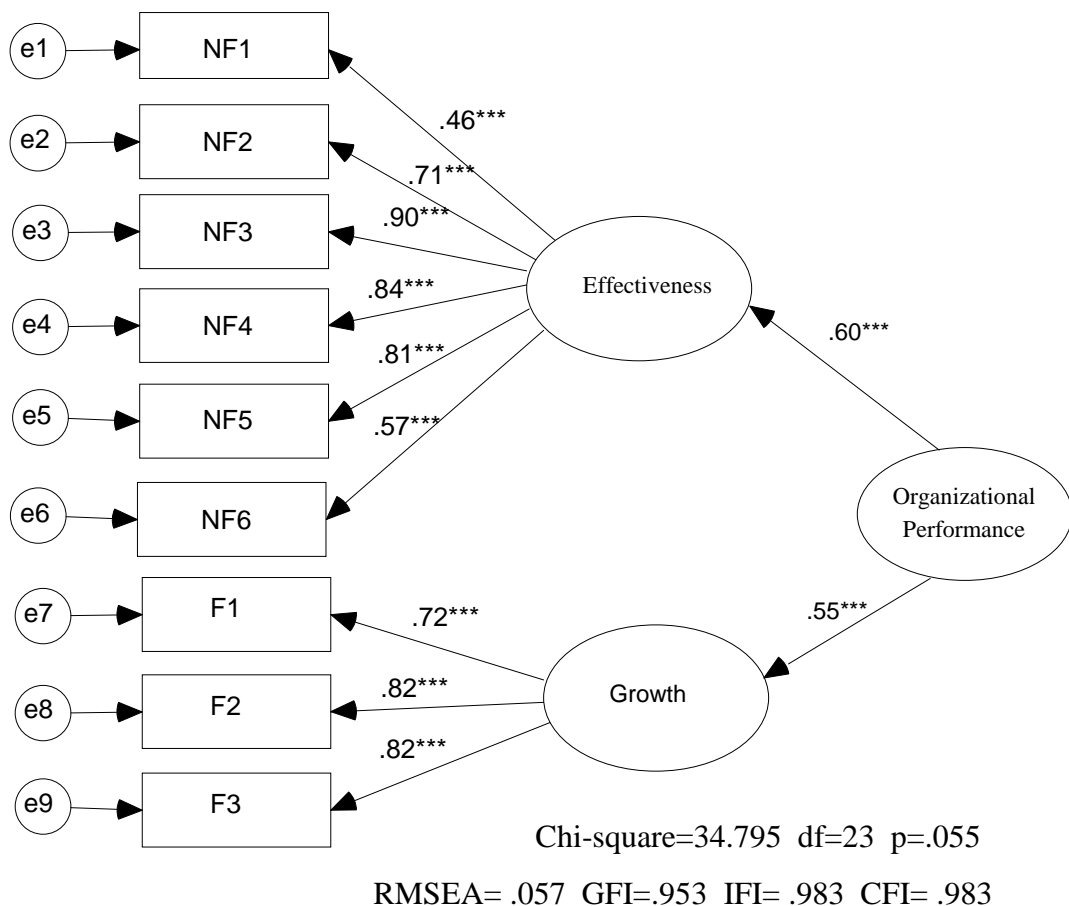 e1
NF1
.46***
e2
NF2
.71***
e3
NF3
.90***
Effectiveness
e4
NF4
.84***
.60***
e5
NF5
.81***
.57***
e6
NF6
Organizational
Performance
e7
F1
.72***
.55***
e8
F2
.82***
Growth
e9
F3
.82***
Chi-square=34.795 df=23 p=.055
RMSEA= .057 GFI=.953 IFI= .983 CFI= .983